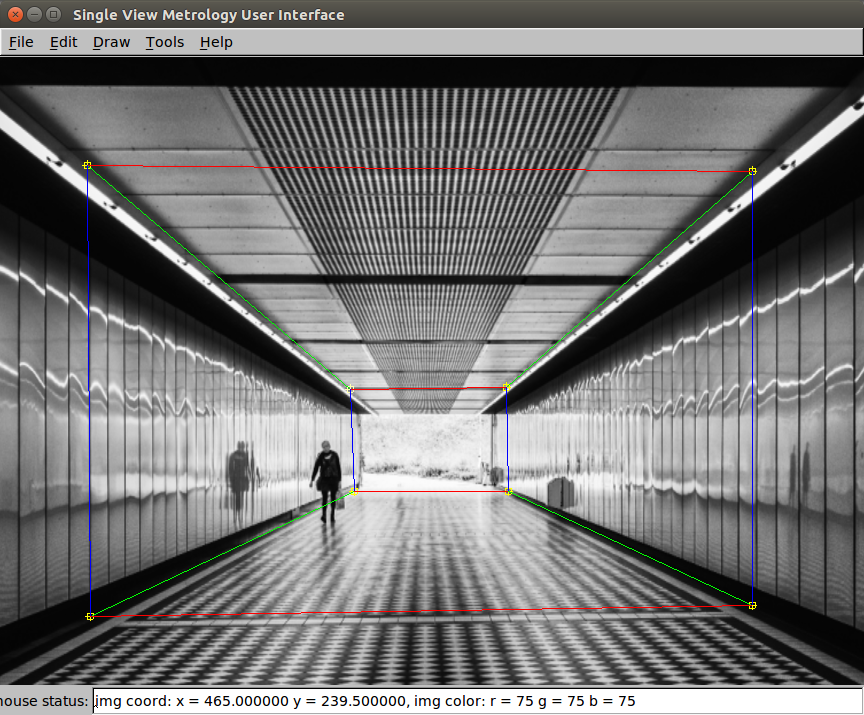 Single View Metrology User Interface
File Edit Draw Tools Help
mouse status: img coord: x = 465.000000 y = 239.500000, img color: r = 75 g = 75 b = 75